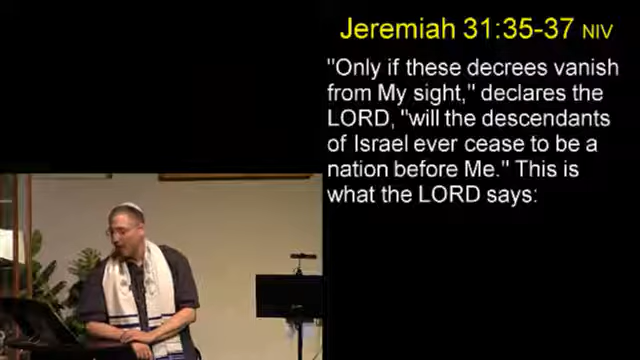 Jeremiah 31:35-37 NIV
"Only if these decrees vanish
from My sight," declares the
LORD, "will the descendants
of Israel ever cease to be a
nation before Me." This is
what the LORD says: